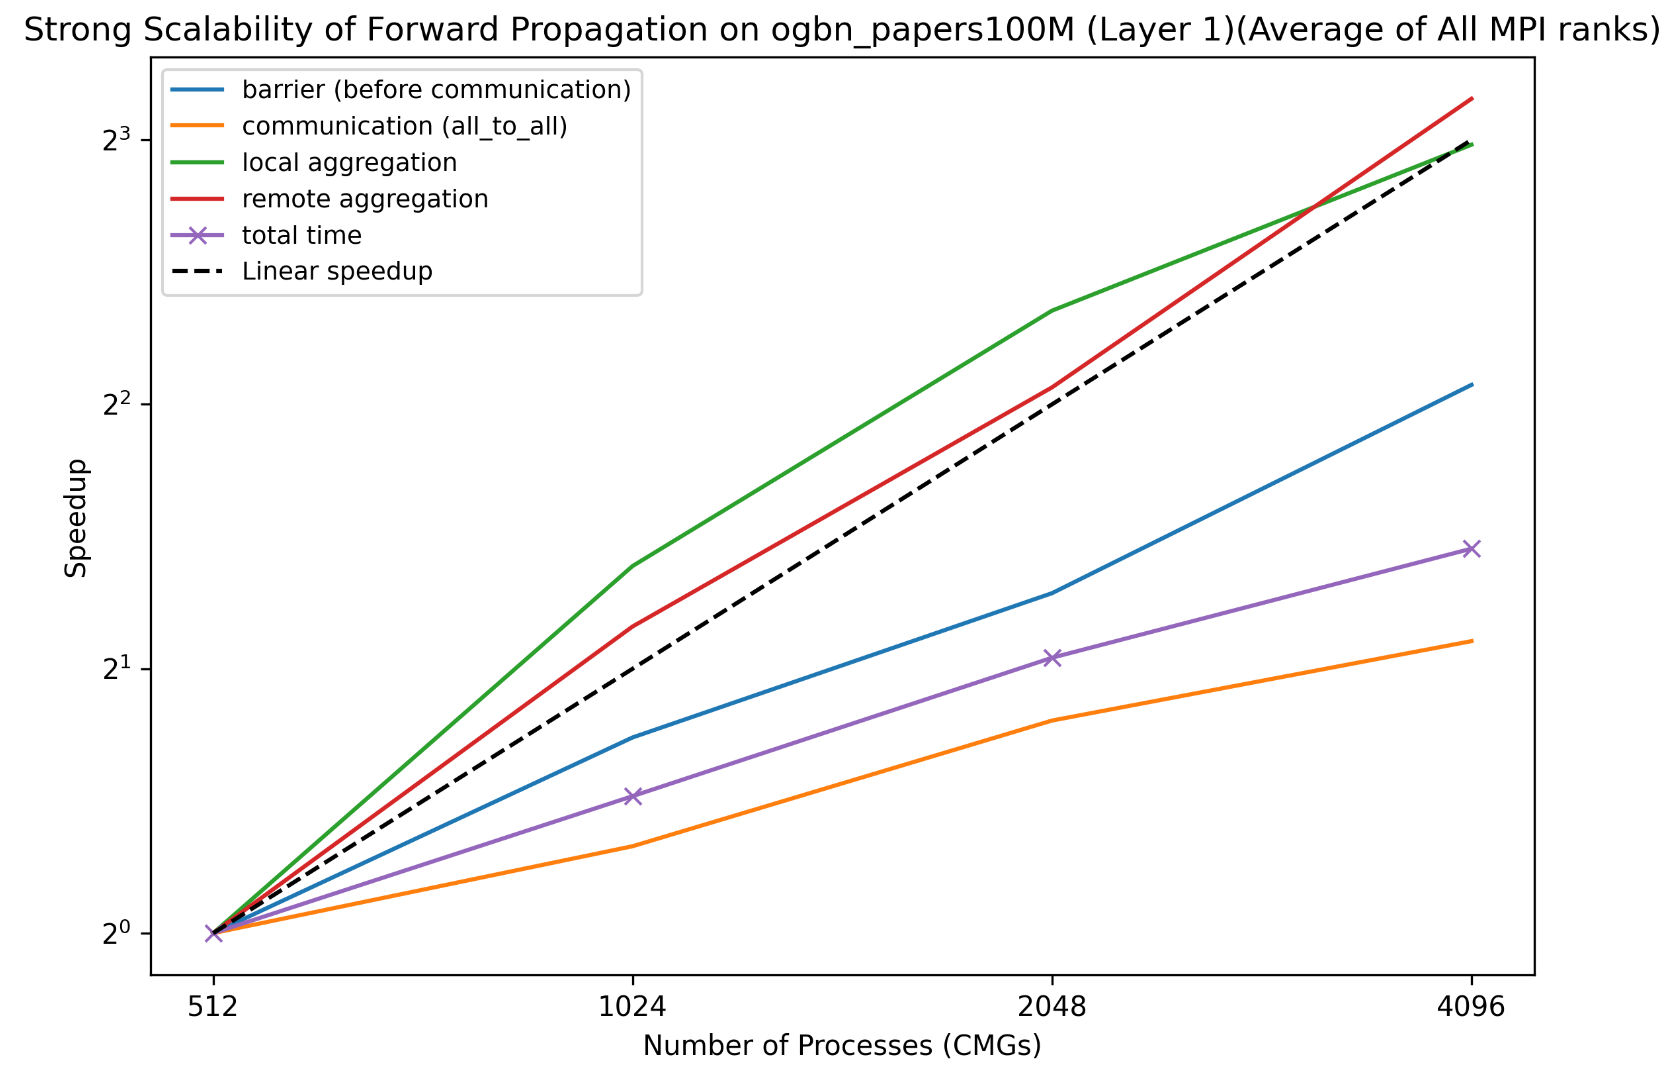 Strong Scalability of Forward Propagation on ogbn_papers100M (Layer 1)(Average of All MPI ranks)
barrier (before communication)
communication (all_to_all)
local aggregation
remote aggregation
total time
Linear speedup
2³
2²
2¹
2⁰
Speedup
512 1024 2048 4096
Number of Processes (CMGs)